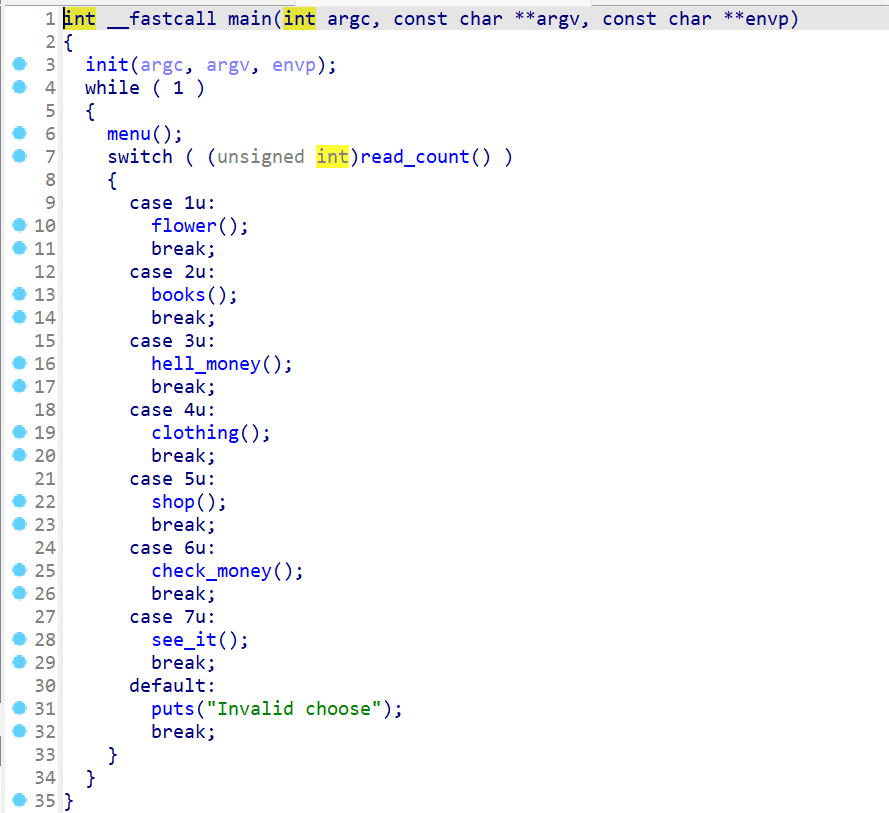 1 int __fastcall main(int argc, const char **argv, const char **envp)
2 {
3   init(argc, argv, envp);
4   while ( 1 )
5   {
6     menu();
7     switch ( (unsigned int)read_count() )
8     {
9       case 1u:
10         flower();
11         break;
12       case 2u:
13         books();
14         break;
15       case 3u:
16         hell_money();
17         break;
18       case 4u:
19         clothing();
20         break;
21       case 5u:
22         shop();
23         break;
24       case 6u:
25         check_money();
26         break;
27       case 7u:
28         see_it();
29         break;
30       default:
31         puts("Invalid choose");
32         break;
33     }
34   }
35 }